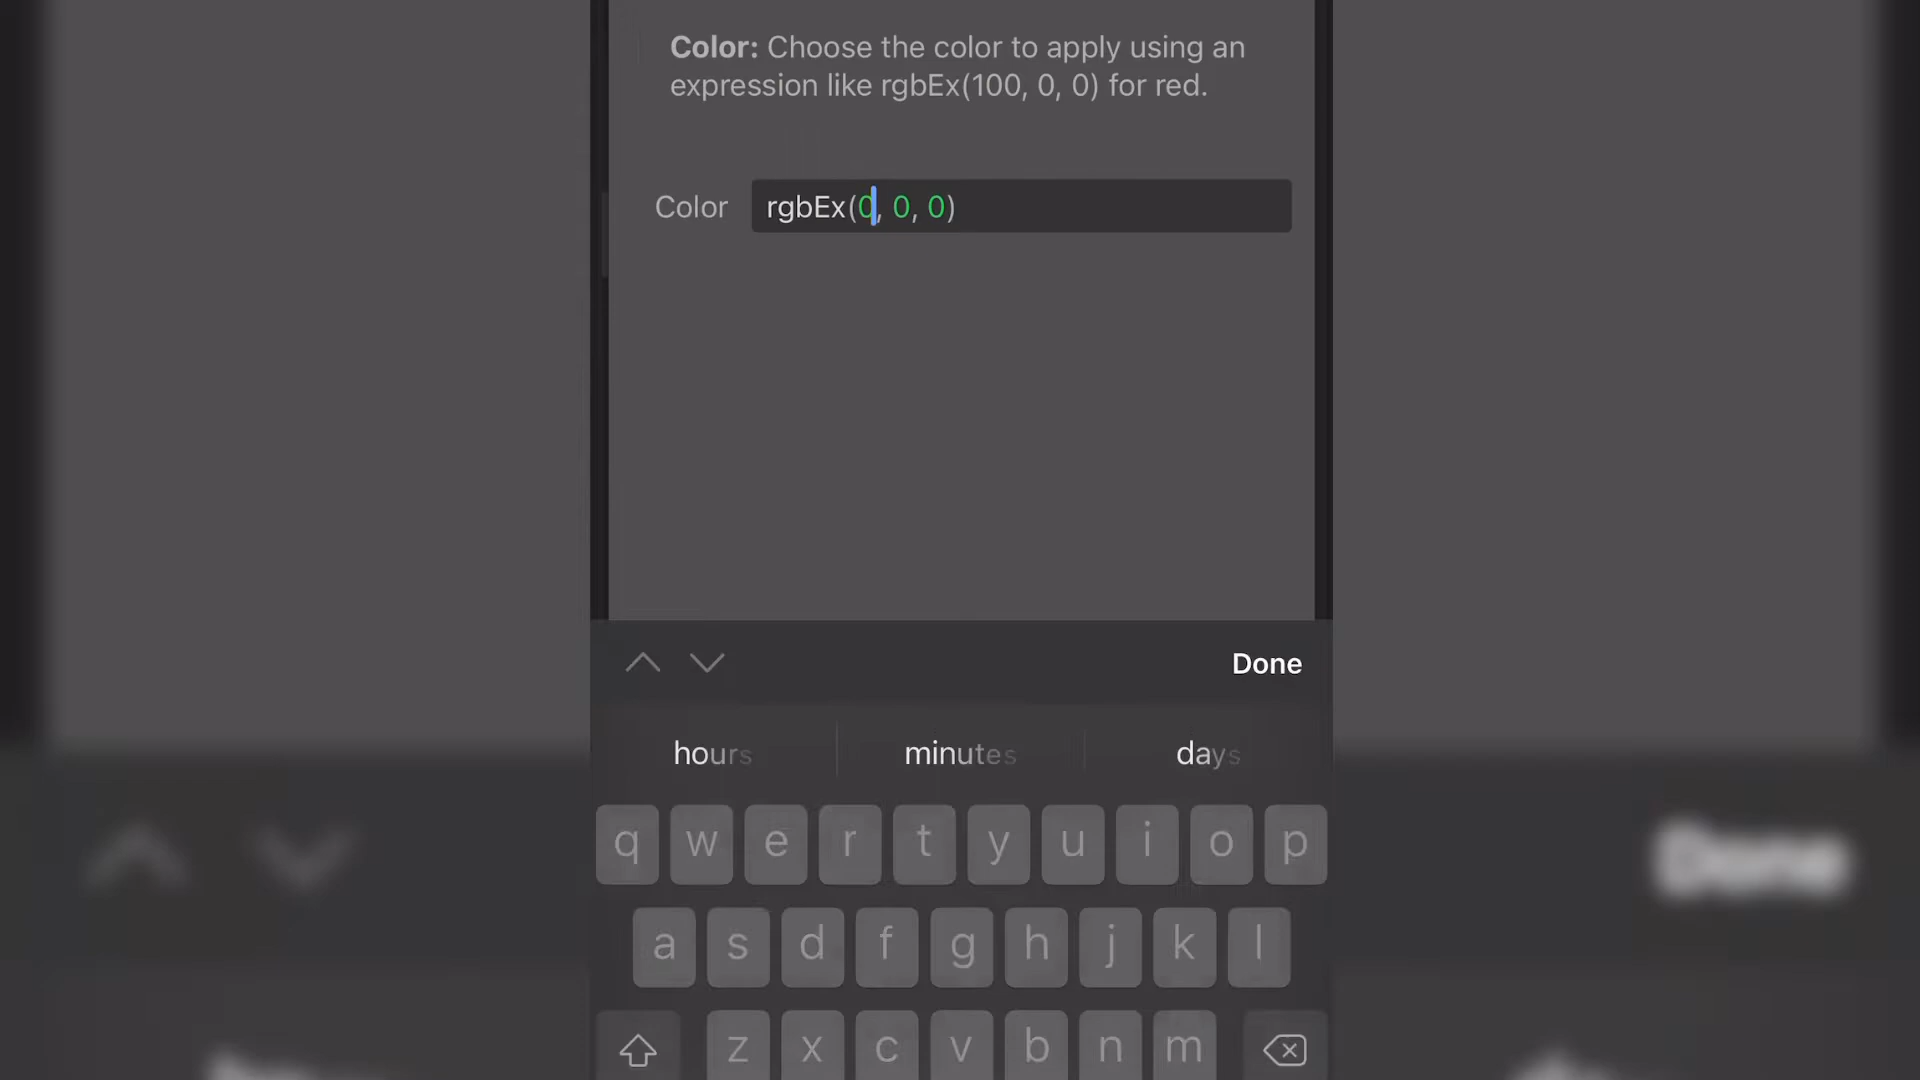 Color: Choose the color to apply using an
expression like rgbEx(100, 0, 0) for red.
Color
rgbEx(0, 0, 0)
Done
hours minutes days
q w e r t y u i o p
a s d f g h j k l
z x c v b n m
Done